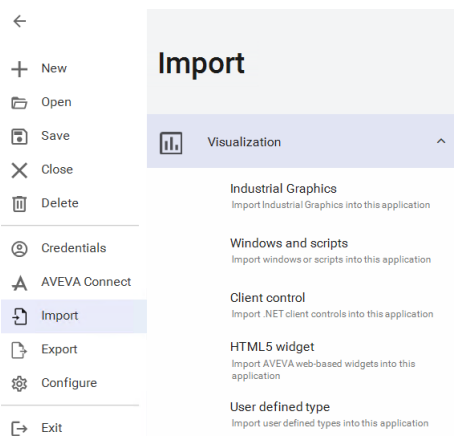 New
Open
Save
Close
Delete
Credentials
AVEVA Connect
Import
Export
Configure
Exit
Import
Visualization
Industrial Graphics
Import Industrial Graphics into this application
Windows and scripts
Import windows or scripts into this application
Client control
Import .NET client controls into this application
HTML5 widget
Import AVEVA web-based widgets into this
application
User defined type
Import user defined types into this application